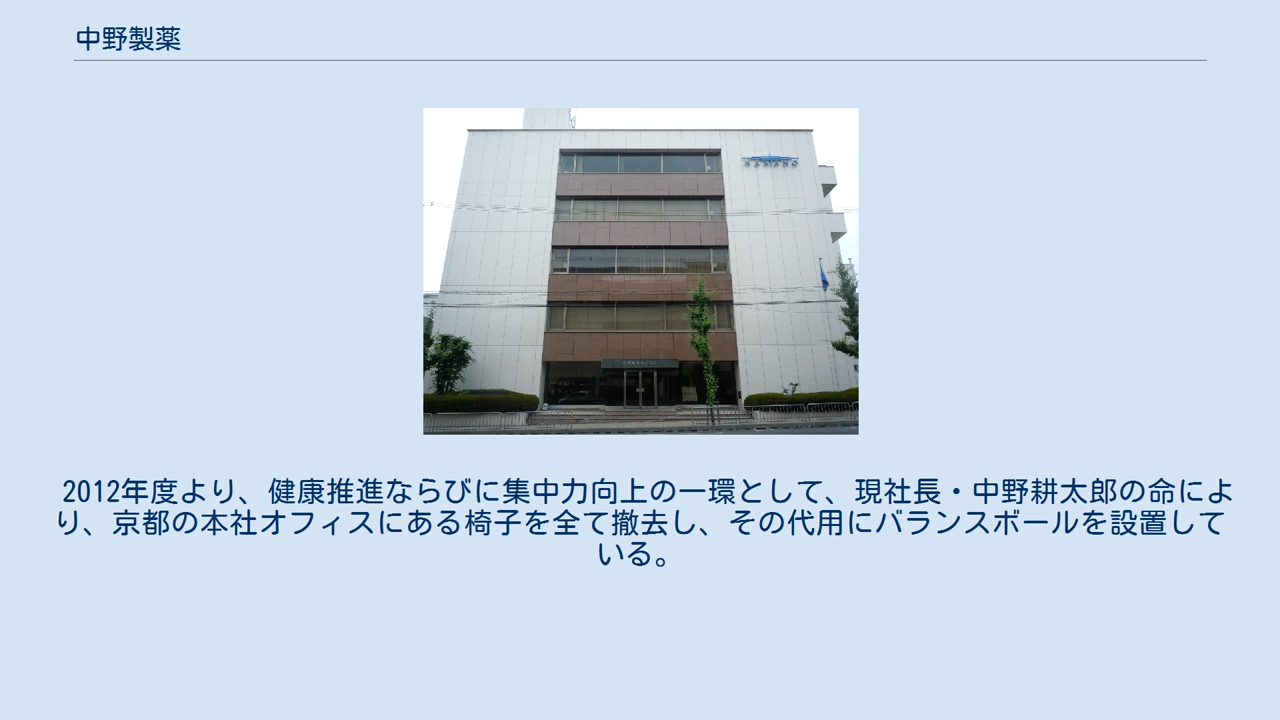 中野製薬
NAKANO
2012年度より、健康推進ならびに集中力向上の一環として、現社長・中野耕太郎の命によ
り、京都の本社オフィスにある椅子を全て撤去し、その代用にバランスボールを設置して
いる。